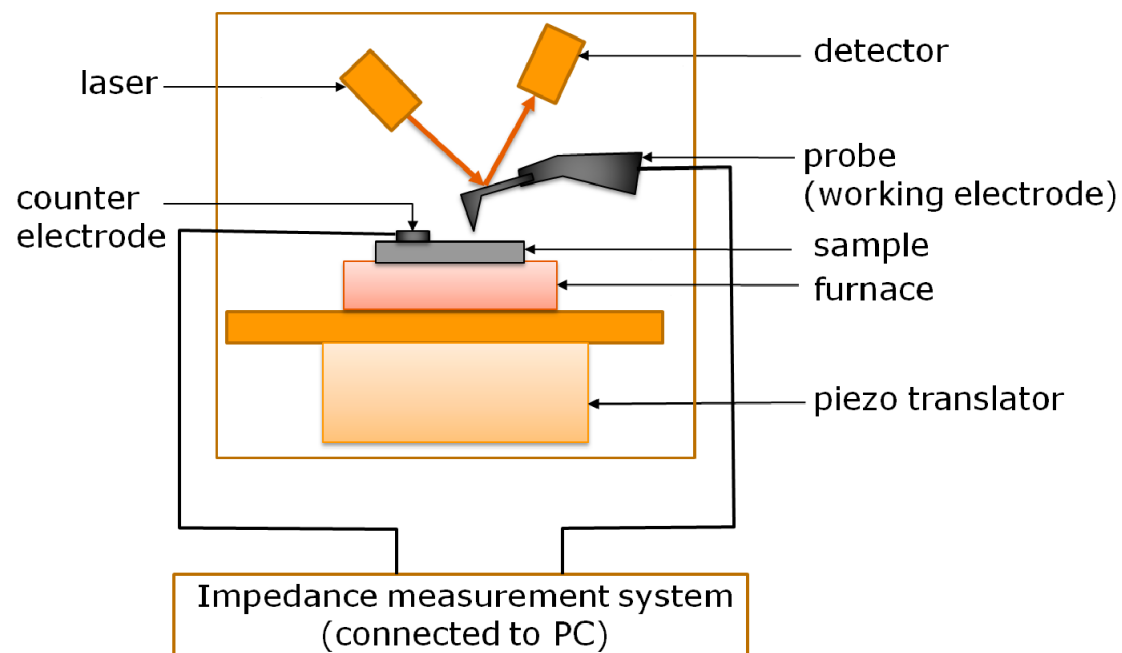 laser
detector
probe
(working electrode)
counter
electrode
sample
furnace
piezo translator
Impedance measurement system
(connected to PC)